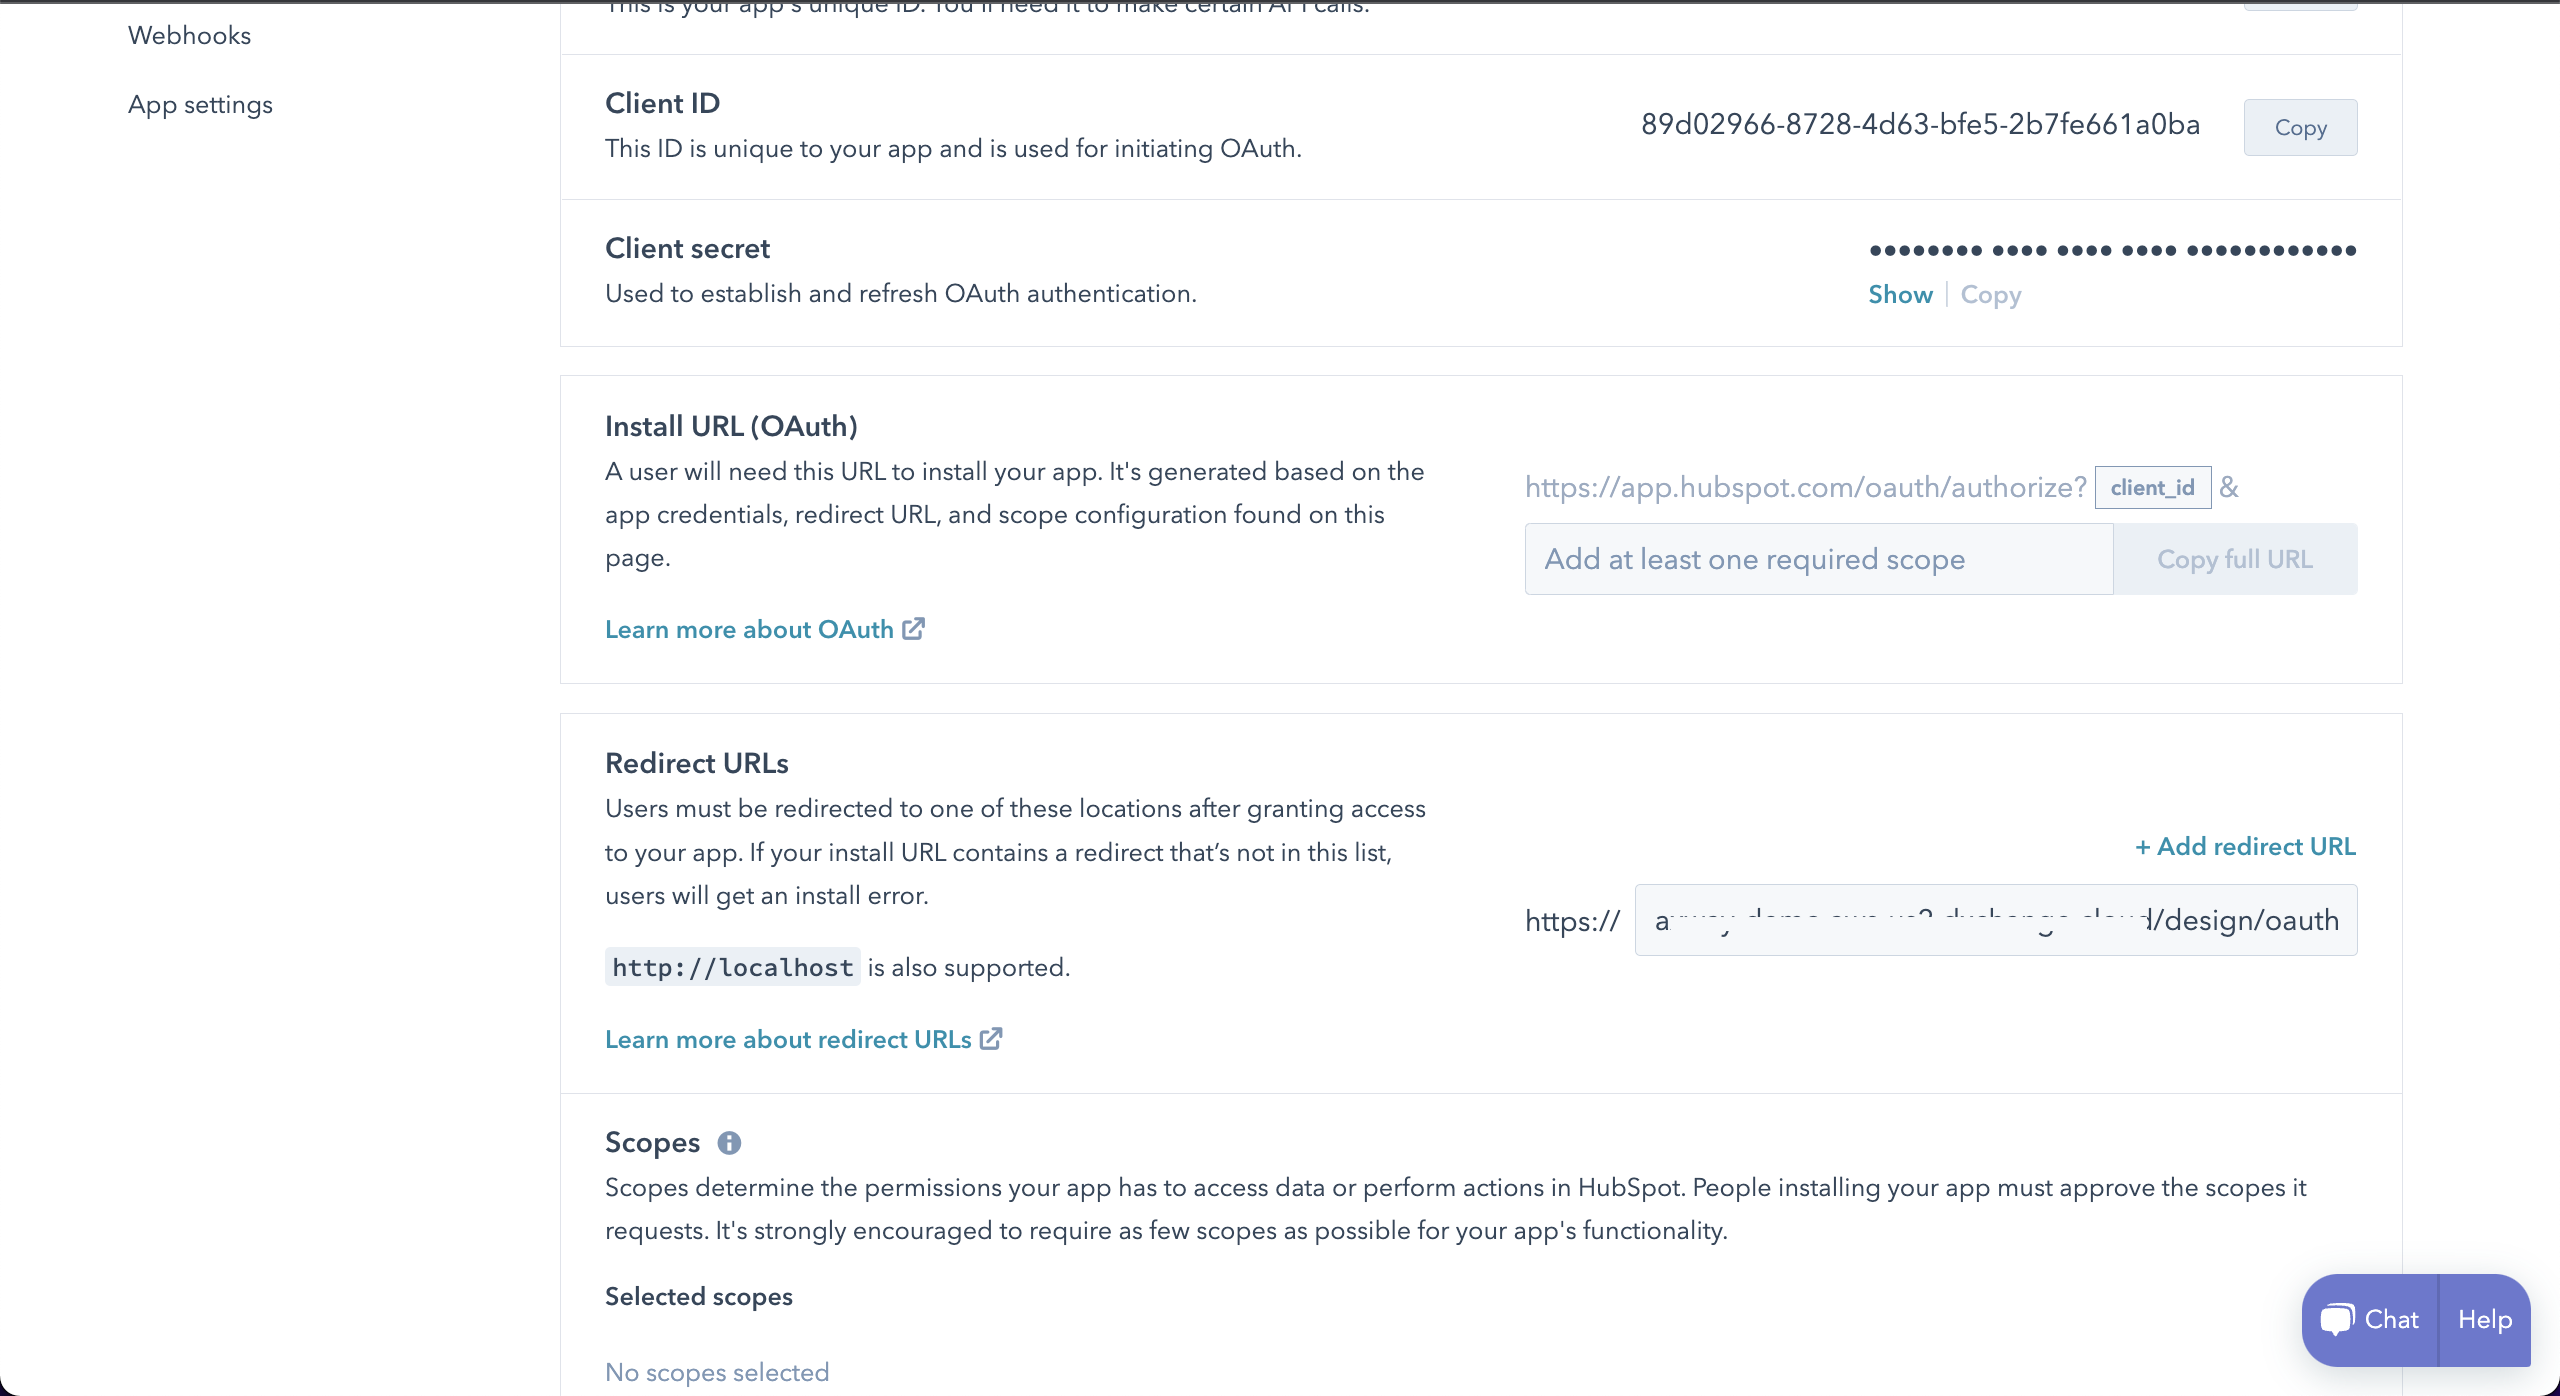 This is your app's unique ID. You'll need it to make certain API calls.
Webhooks
App settings
Client ID
This ID is unique to your app and is used for initiating OAuth.
89d02966-8728-4d63-bfe5-2b7fe661a0ba
Copy
Client secret
Used to establish and refresh OAuth authentication.
•••••••• •••• •••• •••• ••••••••••••
Show | Copy
Install URL (OAuth)
A user will need this URL to install your app. It's generated based on the
app credentials, redirect URL, and scope configuration found on this
page.
Learn more about OAuth
https://app.hubspot.com/oauth/authorize? client_id &
Add at least one required scope
Copy full URL
Redirect URLs
Users must be redirected to one of these locations after granting access
to your app. If your install URL contains a redirect that’s not in this list,
users will get an install error.
http://localhost is also supported.
Learn more about redirect URLs
+ Add redirect URL
https://
/design/oauth
Scopes
Scopes determine the permissions your app has to access data or perform actions in HubSpot. People installing your app must approve the scopes it
requests. It's strongly encouraged to require as few scopes as possible for your app's functionality.
Selected scopes
No scopes selected
Chat
Help